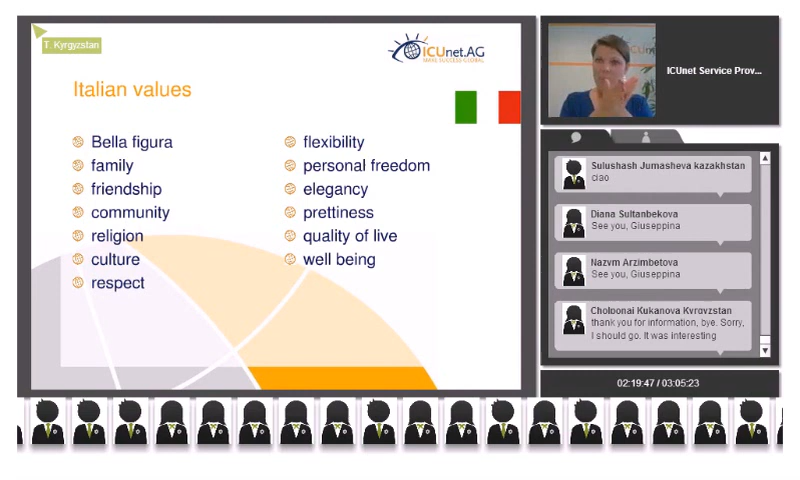 T. Kyrgyzstan
ICUnet.AG
MAKE SUCCESS GLOBAL.
Italian values
Bella figura
family
friendship
community
religion
culture
respect
flexibility
personal freedom
elegancy
prettiness
quality of live
well being
ICUnet Service Prov...
Sulushash Jumasheva kazakhstan
ciao
Diana Sultanbekova
See you, Giuseppina
Nazym Arzimbetova
See you, Giuseppina
Cholponai Kukanova Kyrgyzstan
thank you for information, bye. Sorry,
I should go. It was interesting
02:19:47 / 03:05:23